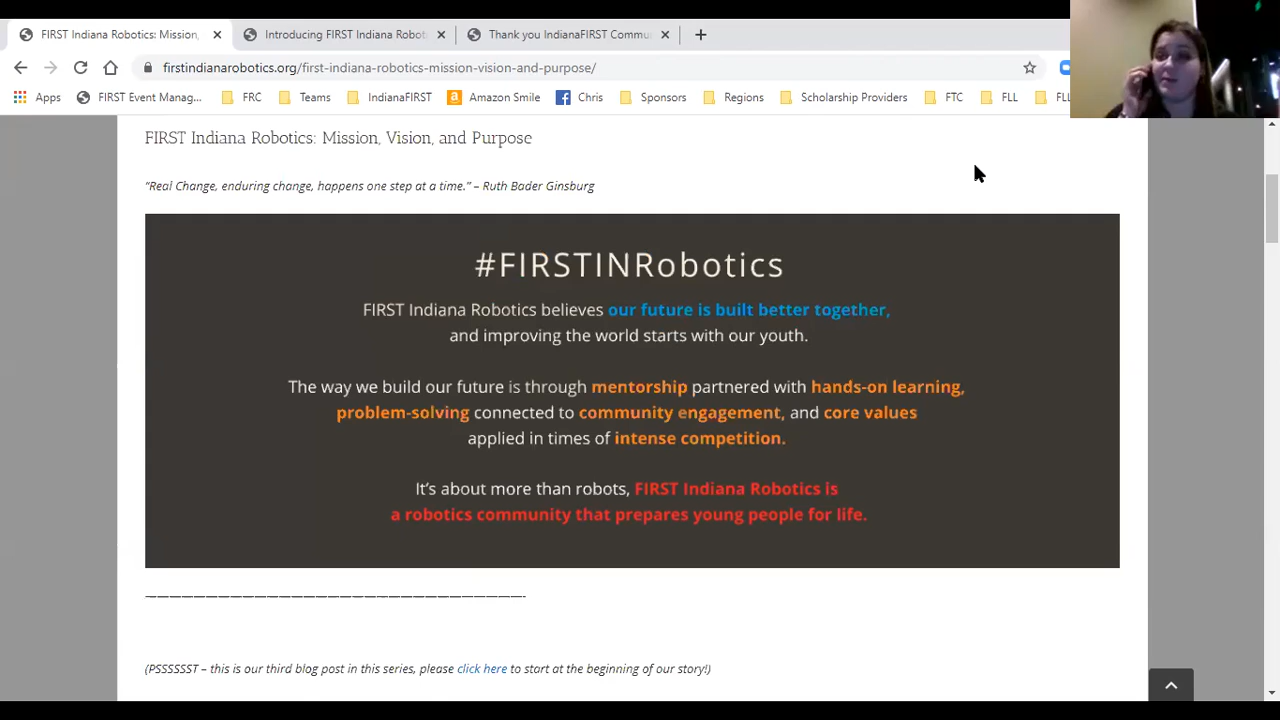 FIRST Indiana Robotics: Mission,
Introducing FIRST Indiana Roboti
Thank you IndianaFIRST Commu
firstindianarobotics.org/first-indiana-robotics-mission-vision-and-purpose/
Apps
FIRST Event Manag...
FRC
Teams
IndianaFIRST
Amazon Smile
Chris
Sponsors
Regions
Scholarship Providers
FTC
FLL
FLL
FIRST Indiana Robotics: Mission, Vision, and Purpose
"Real Change, enduring change, happens one step at a time." – Ruth Bader Ginsburg
#FIRSTINRobotics
FIRST Indiana Robotics believes our future is built better together,
and improving the world starts with our youth.
The way we build our future is through mentorship partnered with hands-on learning,
problem-solving connected to community engagement, and core values
applied in times of intense competition.
It's about more than robots, FIRST Indiana Robotics is
a robotics community that prepares young people for life.
(PSSSSSST – this is our third blog post in this series, please click here to start at the beginning of our story!)